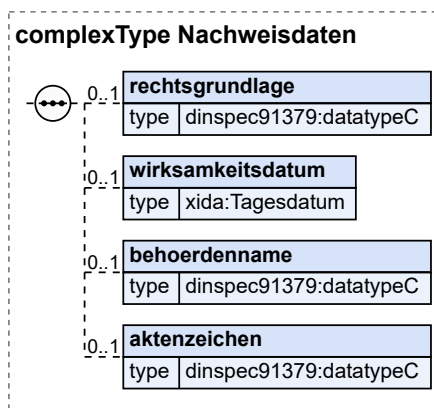 complexType Nachweisdaten
0..1 rechtsgrundlage
type dinspec91379:datatypeC
0..1 wirksamkeitsdatum
type xida:Tagesdatum
0..1 behoerdenname
type dinspec91379:datatypeC
0..1 aktenzeichen
type dinspec91379:datatypeC